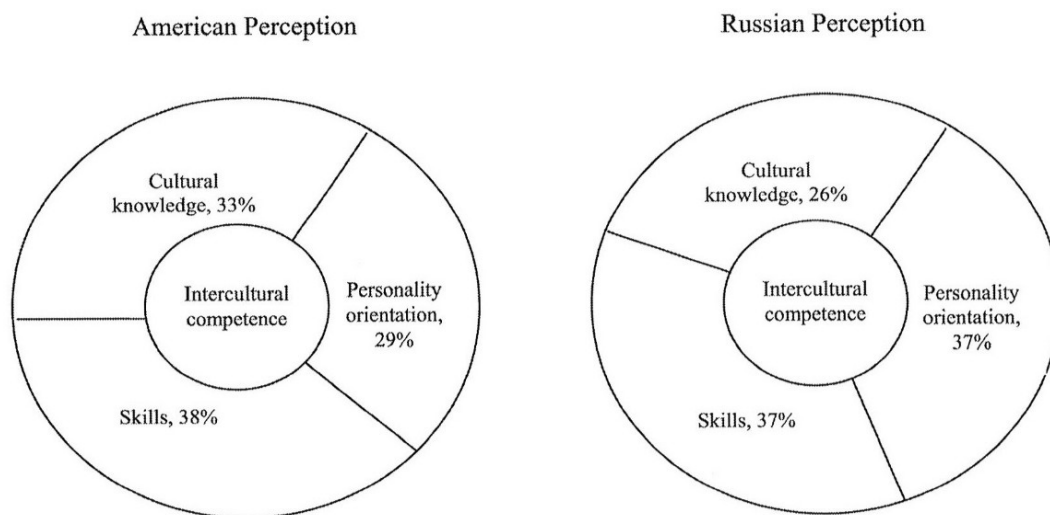 American Perception
Cultural
knowledge, 33%
Intercultural
competence
Personality
orientation,
29%
Skills, 38%
Russian Perception
Cultural
knowledge, 26%
Intercultural
competence
Personality
orientation,
37%
Skills, 37%